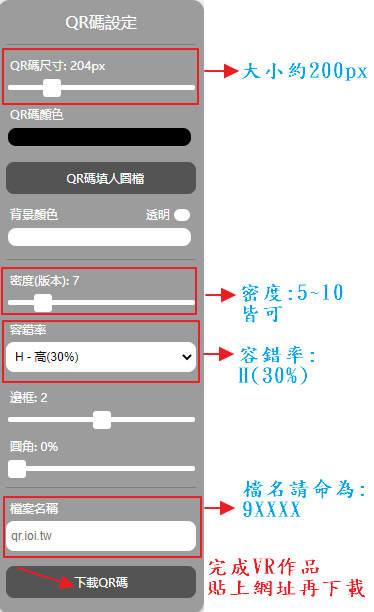 QR碼設定
QR碼尺寸: 204px
大小約200px
QR碼顏色
QR碼填入圖檔
背景顏色 透明
密度(版本): 7
密度:5~10
皆可
容錯率
H - 高(30%)
容錯率:
H(30%)
邊框: 2
圓角: 0%
檔案名稱
qr.ioi.tw
檔名請命為:
9XXXX
下載QR碼
完成VR作品
貼上網址再下載